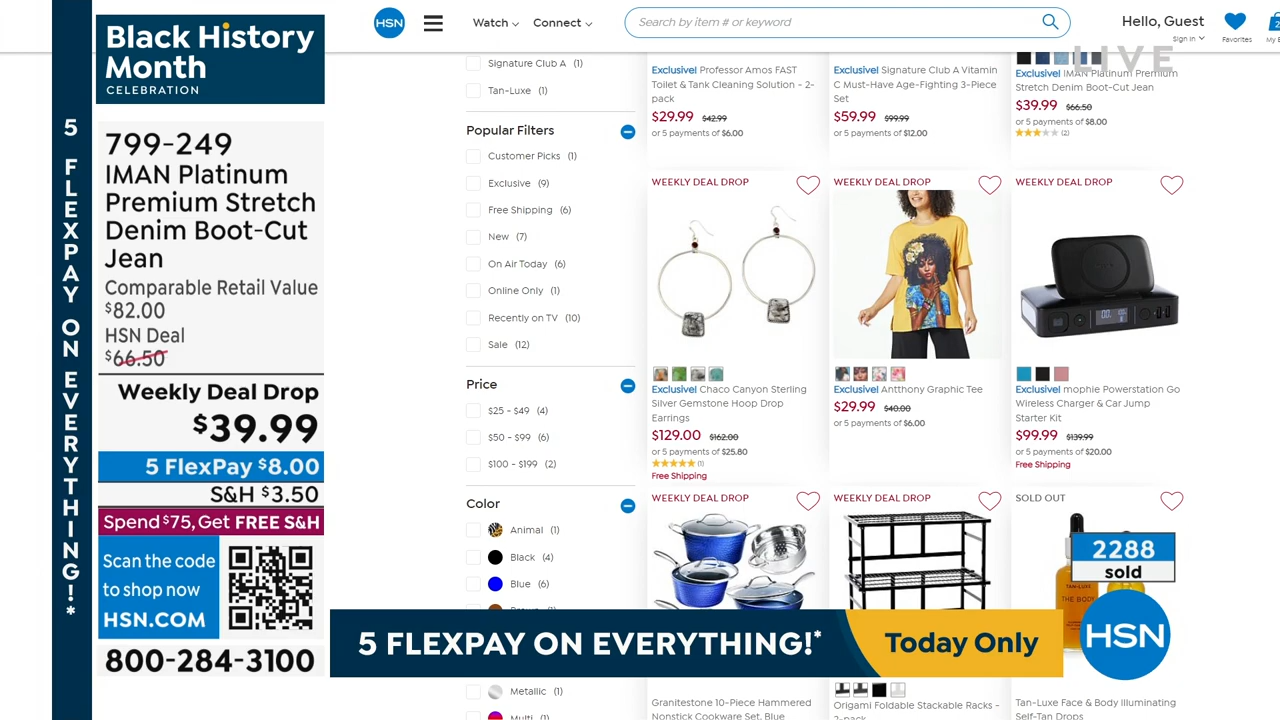 Black History
Month
CELEBRATION
5 FLEXPAY ON EVERYTHING!*
799-249
IMAN Platinum
Premium Stretch
Denim Boot-Cut
Jean
Comparable Retail Value
$82.00
HSN Deal
$66.50
Weekly Deal Drop
$39.99
5 FlexPay $8.00
S&H $3.50
Spend $75, Get FREE S&H
Scan the code
to shop now
HSN.COM
800-284-3100
HSN
Watch
Connect
Search by item # or keyword
Hello, Guest
Sign In
Favorites
LIVE
Signature Club A (1)
Tan-Luxe (1)
Popular Filters
Customer Picks (1)
Exclusive (9)
Free Shipping (6)
New (7)
On Air Today (6)
Online Only (1)
Recently on TV (10)
Sale (12)
Price
$25 - $49 (4)
$50 - $99 (6)
$100 - $199 (2)
Color
Animal (1)
Black (4)
Blue (6)
Metallic (1)
Multi (1)
Exclusive! Professor Amos FAST
Toilet & Tank Cleaning Solution - 2-
pack
$29.99 $42.99
or 5 payments of $6.00
Exclusive! Signature Club A Vitamin
C Must-Have Age-Fighting 3-Piece
Set
$59.99 $99.99
or 5 payments of $12.00
Exclusive! IMAN Platinum Premium
Stretch Denim Boot-Cut Jean
$39.99 $66.50
or 5 payments of $8.00
(2)
WEEKLY DEAL DROP
Exclusive! Chaco Canyon Sterling
Silver Gemstone Hoop Drop
Earrings
$129.00 $162.00
or 5 payments of $25.80
(1)
Free Shipping
WEEKLY DEAL DROP
Exclusive! Antthony Graphic Tee
$29.99 $40.00
or 5 payments of $6.00
WEEKLY DEAL DROP
Exclusive! mophie Powerstation Go
Wireless Charger & Car Jump
Starter Kit
$99.99 $139.99
or 5 payments of $20.00
Free Shipping
WEEKLY DEAL DROP
Granitestone 10-Piece Hammered
Nonstick Cookware Set, Blue
WEEKLY DEAL DROP
Origami Foldable Stackable Racks -
2-pack
SOLD OUT
TAN-LUXE
THE BODY
Tan-Luxe Face & Body Illuminating
Self-Tan Drops
2288
sold
5 FLEXPAY ON EVERYTHING!*
Today Only
HSN